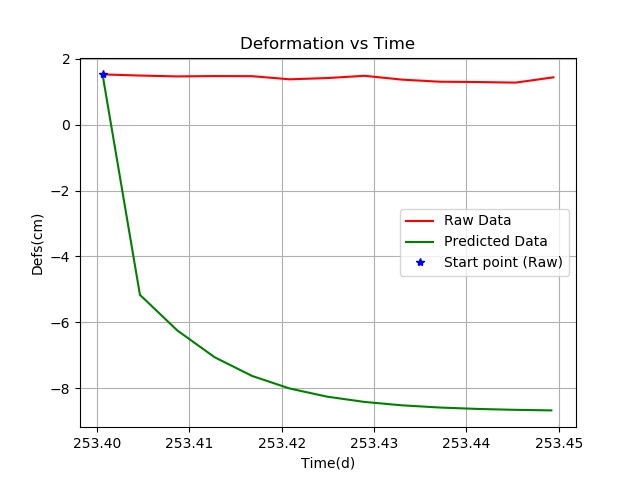 Deformation vs Time
2
0
−2
−4
−6
−8
Defs(cm)
Raw Data
Predicted Data
Start point (Raw)
253.40 253.41 253.42 253.43 253.44 253.45
Time(d)